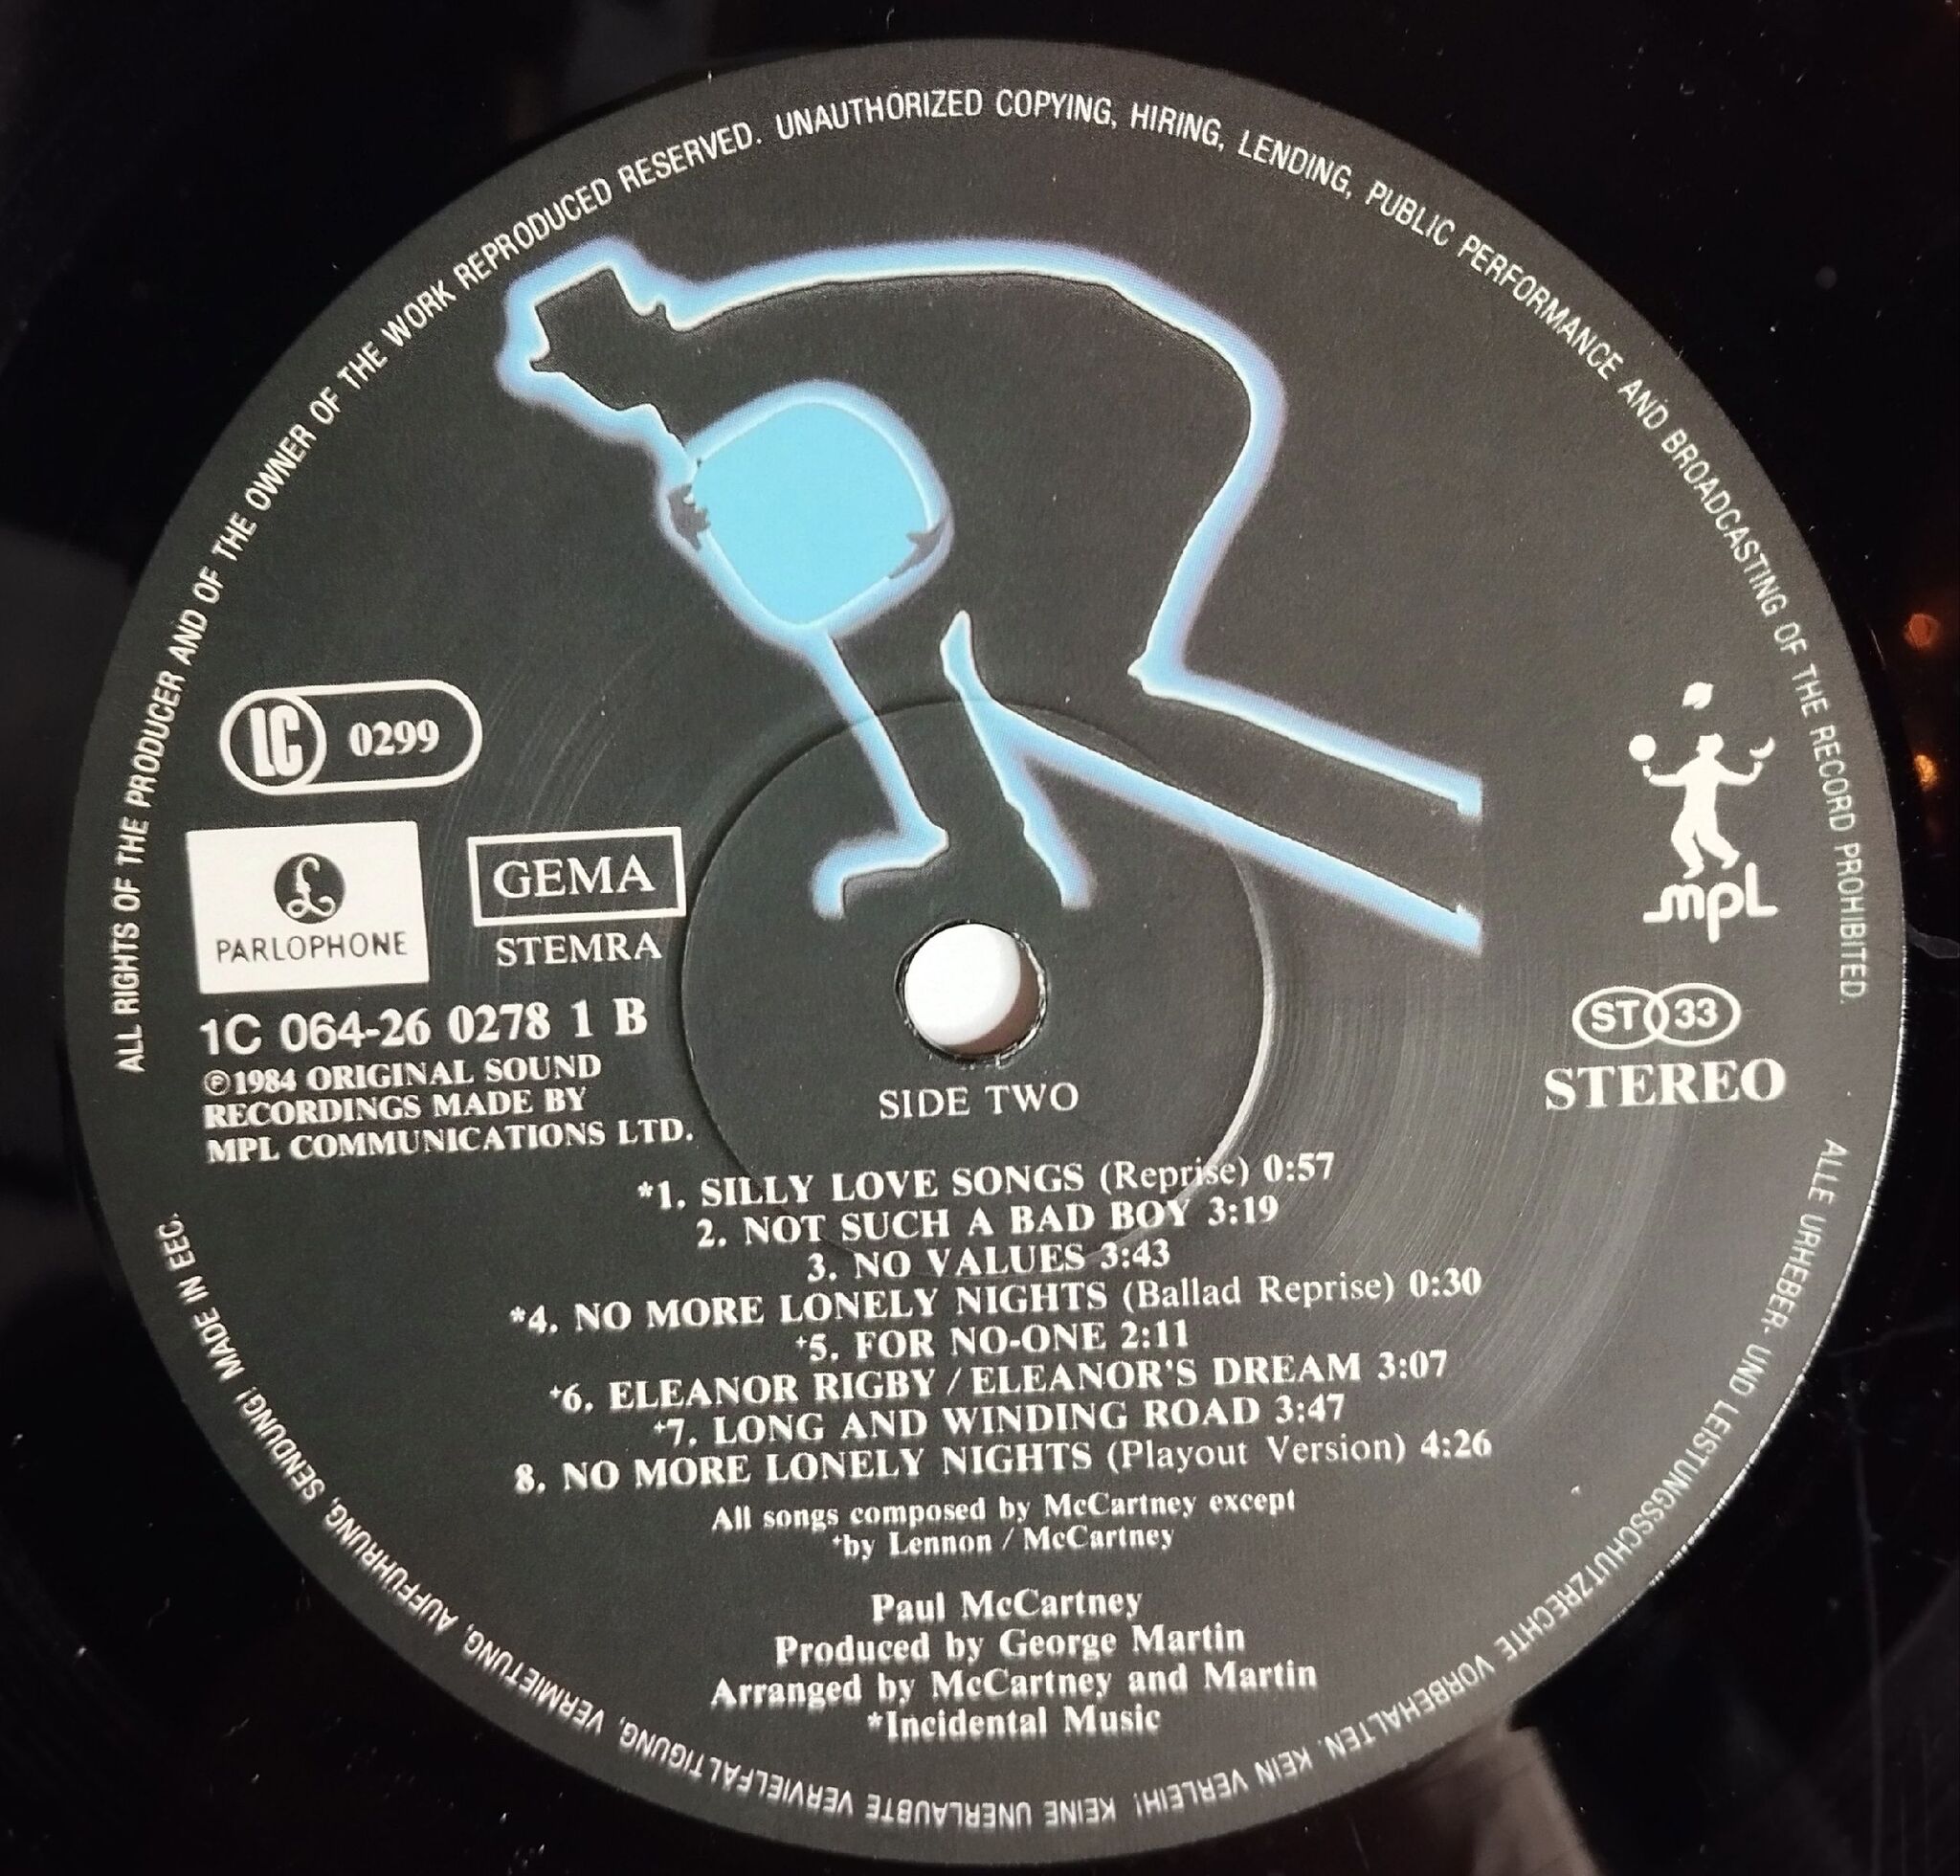 ALL RIGHTS OF THE PRODUCER AND OF THE OWNER OF THE WORK REPRODUCED RESERVED. UNAUTHORIZED COPYING, HIRING, LENDING, PUBLIC PERFORMANCE AND BROADCASTING OF THE RECORD PROHIBITED.
LC 0299
PARLOPHONE
GEMA
STEMRA
1C 064-26 0278 1 B
℗1984 ORIGINAL SOUND
RECORDINGS MADE BY
MPL COMMUNICATIONS LTD.
mpL
ST 33
STEREO
SIDE TWO
*1. SILLY LOVE SONGS (Reprise) 0:57
2. NOT SUCH A BAD BOY 3:19
3. NO VALUES 3:43
*4. NO MORE LONELY NIGHTS (Ballad Reprise) 0:30
+5. FOR NO-ONE 2:11
+6. ELEANOR RIGBY / ELEANOR'S DREAM 3:07
+7. LONG AND WINDING ROAD 3:47
8. NO MORE LONELY NIGHTS (Playout Version) 4:26
All songs composed by McCartney except
+by Lennon / McCartney
Paul McCartney
Produced by George Martin
Arranged by McCartney and Martin
*Incidental Music
ALLE URHEBER- UND LEISTUNGSSCHUTZRECHTE VORBEHALTEN. KEIN VERLEIH! KEINE UNERLAUBTE VERVIELFÄLTIGUNG, VERMIETUNG, AUFFÜHRUNG, SENDUNG! MADE IN EEC.